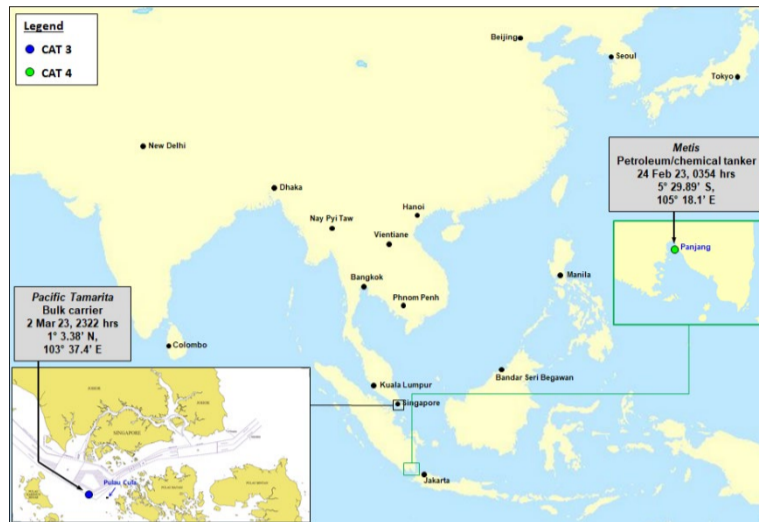 Legend
CAT 3
CAT 4
Beijing
Seoul
Tokyo
New Delhi
Metis
Petroleum/chemical tanker
24 Feb 23, 0354 hrs
5° 29.89' S,
105° 18.1' E
Dhaka
Hanoi
Nay Pyi Taw
Vientiane
Panjang
Bangkok
Manila
Phnom Penh
Pacific Tamarita
Bulk carrier
2 Mar 23, 2322 hrs
1° 3.38' N,
103° 37.4' E
Colombo
Bandar Seri Begawan
Kuala Lumpur
Singapore
SINGAPORE
Pulau Cula
Jakarta